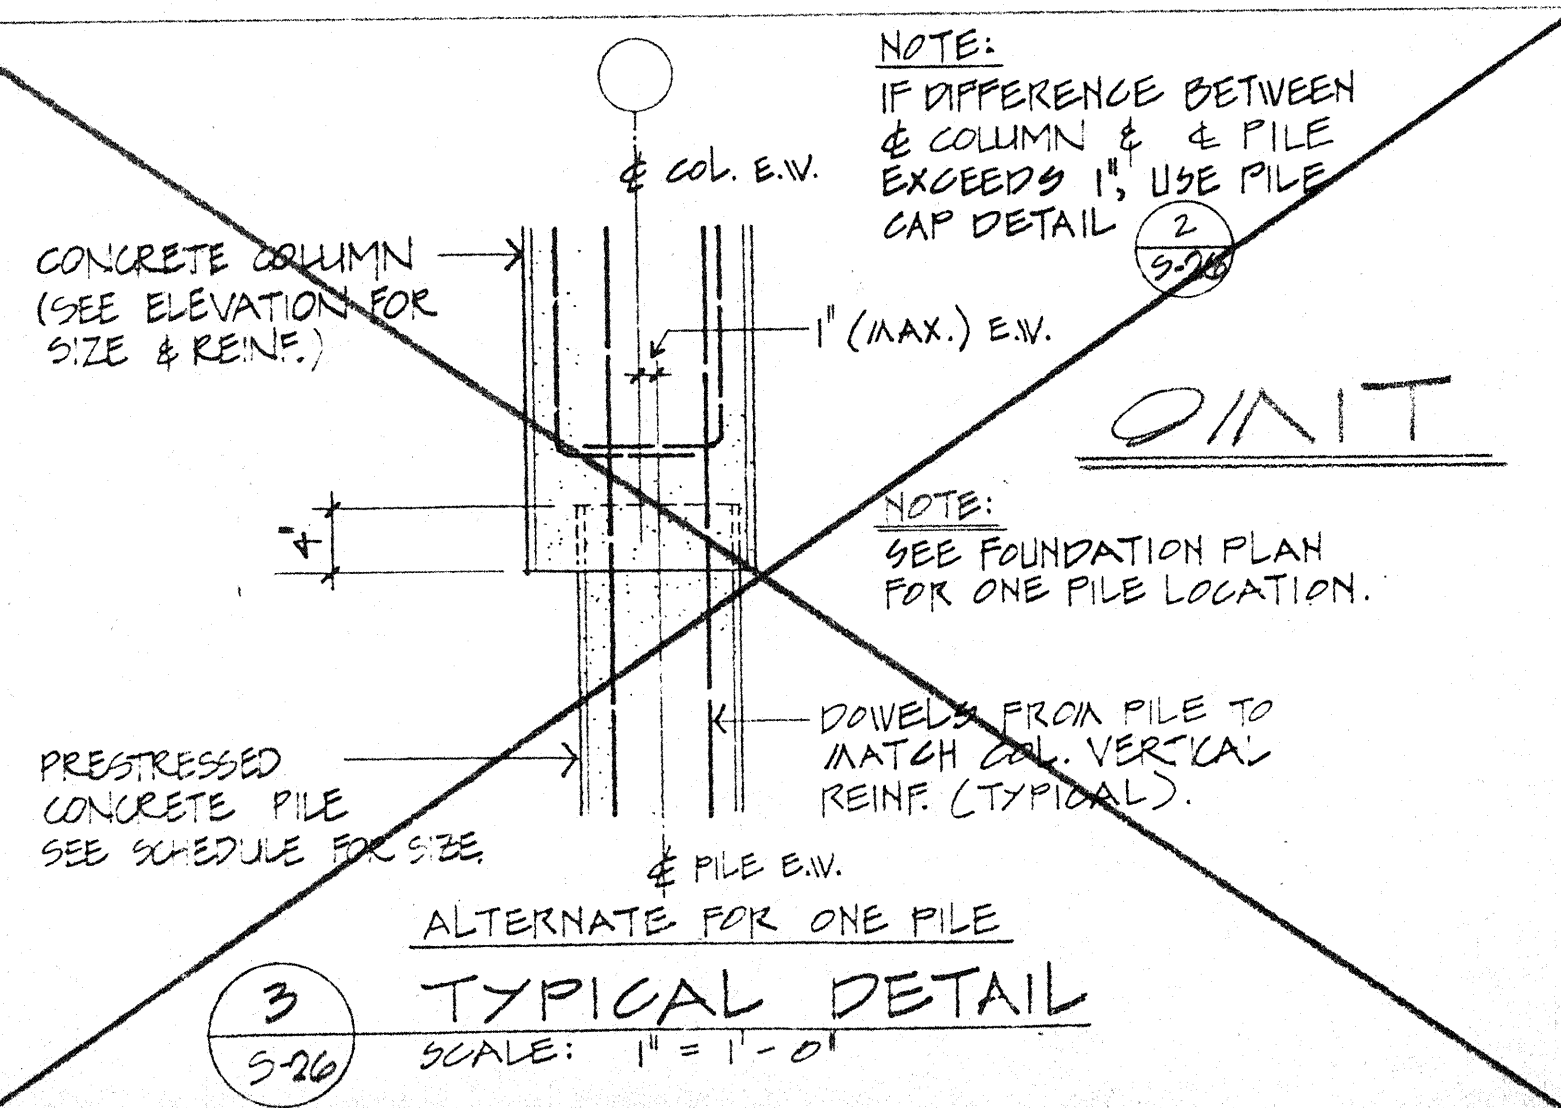 NOTE:
IF DIFFERENCE BETWEEN
℄ COLUMN & ℄ PILE
EXCEEDS 1", USE PILE
CAP DETAIL 2
S-26
℄ COL. E.W.
CONCRETE COLUMN
(SEE ELEVATION FOR
SIZE & REINF.)
1" (MAX.) E.W.
OMIT
4"
NOTE:
SEE FOUNDATION PLAN
FOR ONE PILE LOCATION.
DOWELS FROM PILE TO
MATCH COL. VERTICAL
REINF. (TYPICAL).
PRESTRESSED
CONCRETE PILE
SEE SCHEDULE FOR SIZE.
℄ PILE E.W.
ALTERNATE FOR ONE PILE
3
S-26
TYPICAL DETAIL
SCALE: 1" = 1'-0"